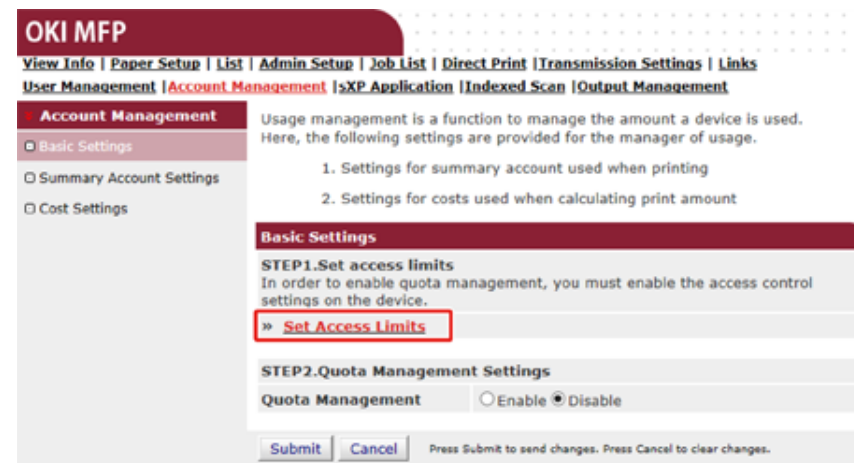 OKI MFP
View Info | Paper Setup | List | Admin Setup | Job List | Direct Print |Transmission Settings | Links
User Management |Account Management |sXP Application |Indexed Scan |Output Management
Account Management
Basic Settings
Summary Account Settings
Cost Settings
Usage management is a function to manage the amount a device is used.
Here, the following settings are provided for the manager of usage.
1. Settings for summary account used when printing
2. Settings for costs used when calculating print amount
Basic Settings
STEP1.Set access limits
In order to enable quota management, you must enable the access control
settings on the device.
» Set Access Limits
STEP2.Quota Management Settings
Quota Management Enable Disable
Submit Cancel Press Submit to send changes. Press Cancel to clear changes.